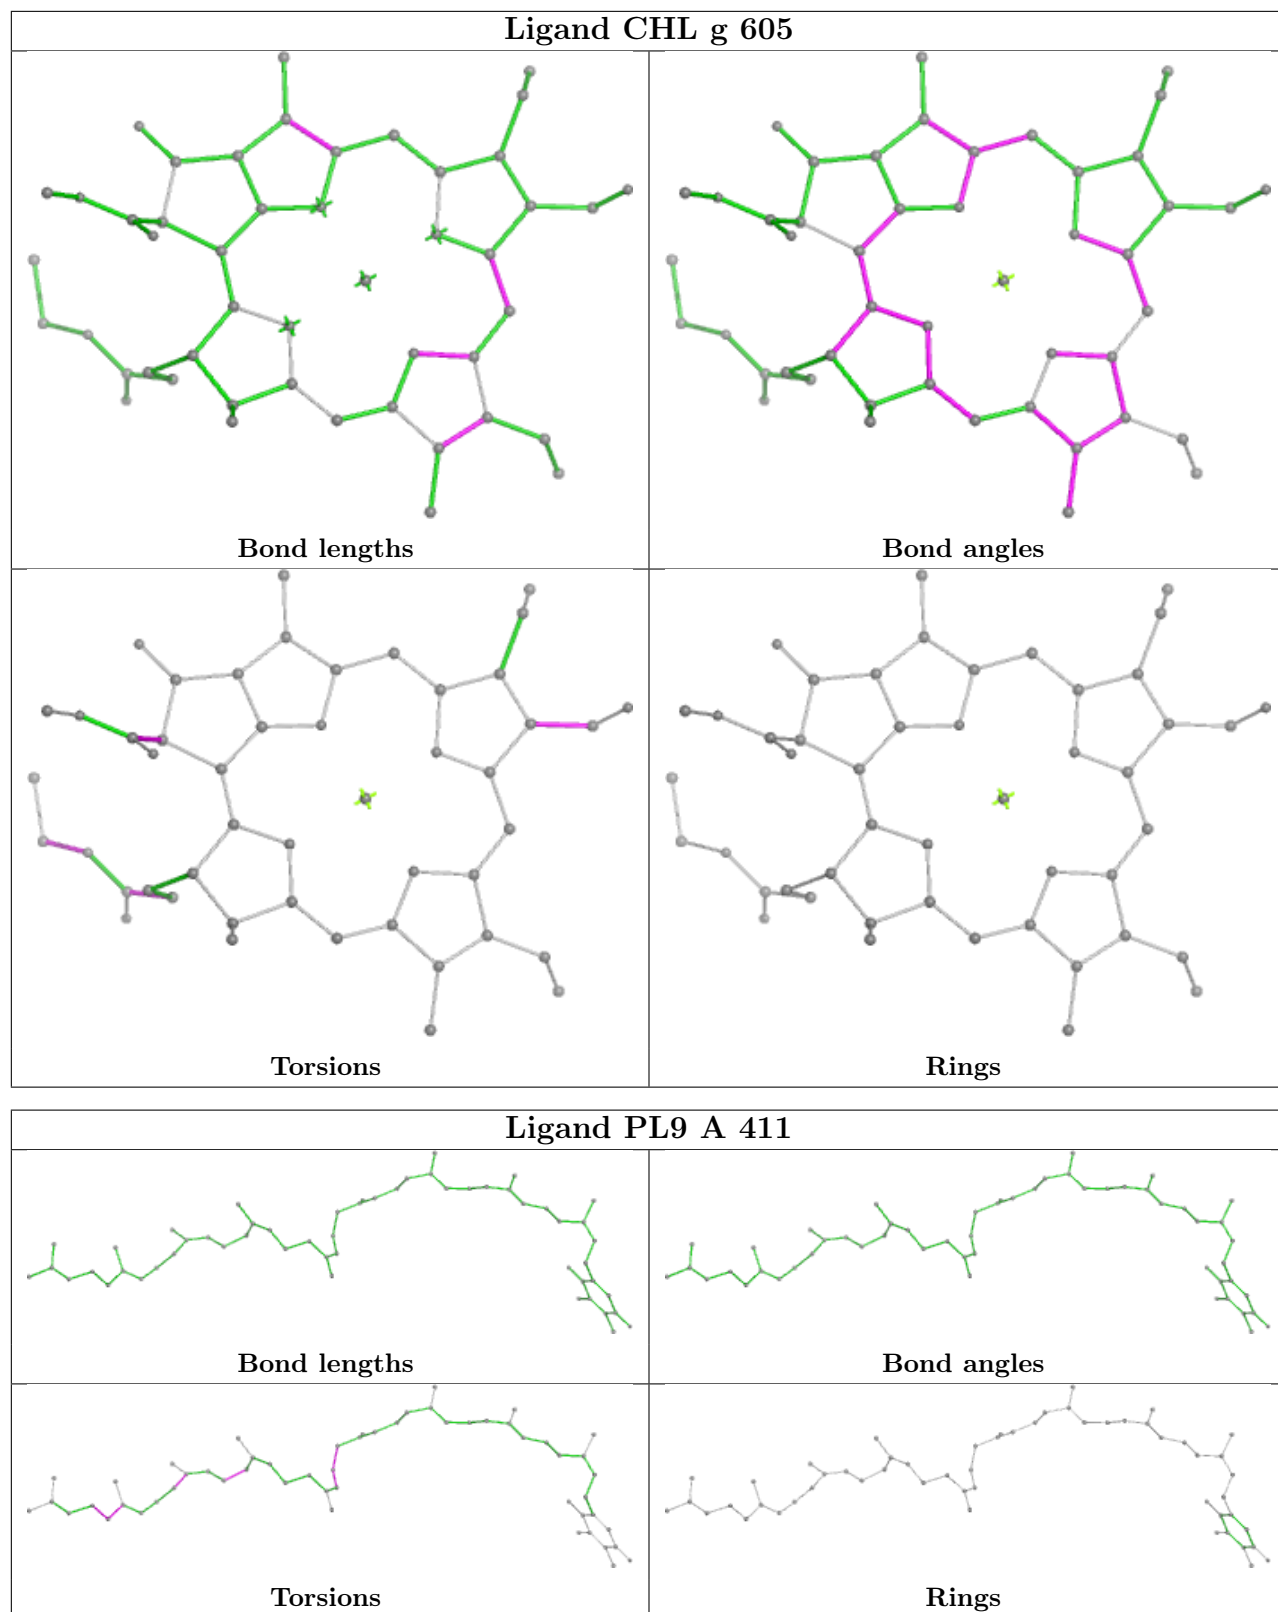 Ligand CHL g 605
Bond lengths
Bond angles
Torsions
Rings
Ligand PL9 A 411
Bond lengths
Bond angles
Torsions
Rings